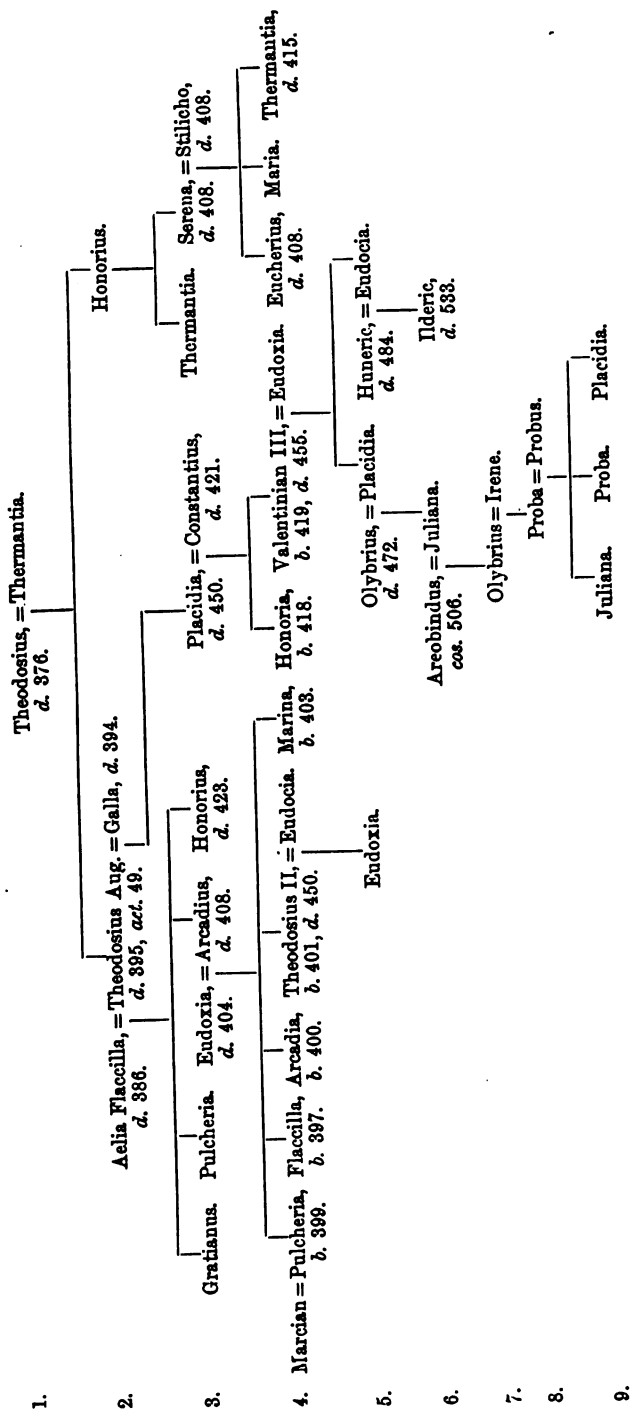 1. Theodosius, = Thermantia.
d. 376.
2. Aelia Flaccilla, = Theodosius Aug. = Galla, d. 394. Honorius.
d. 386. d. 395, aet. 49.
3. Gratianus. Pulcheria. Eudoxia, = Arcadius, Honorius, Placidia, = Constantius, Thermantia. Serena, = Stilicho,
d. 404. d. 408. d. 423. d. 450. d. 421. d. 408. d. 408.
4. Marcian = Pulcheria, Flaccilla, Arcadia, Theodosius II, = Eudocia. Marina, Honoria, Valentinian III, = Eudoxia. Eucherius, Maria. Thermantia,
b. 399. b. 397. b. 400. b. 401, d. 450. b. 403. b. 418. b. 419, d. 455. d. 408. d. 415.
5. Eudoxia. Olybrius, = Placidia. Huneric, = Eudocia.
d. 472. d. 484.
6. Areobindus, = Juliana. Ilderic,
cos. 506. d. 533.
7. Olybrius = Irene.
8. Proba = Probus.
9. Juliana. Proba. Placidia.